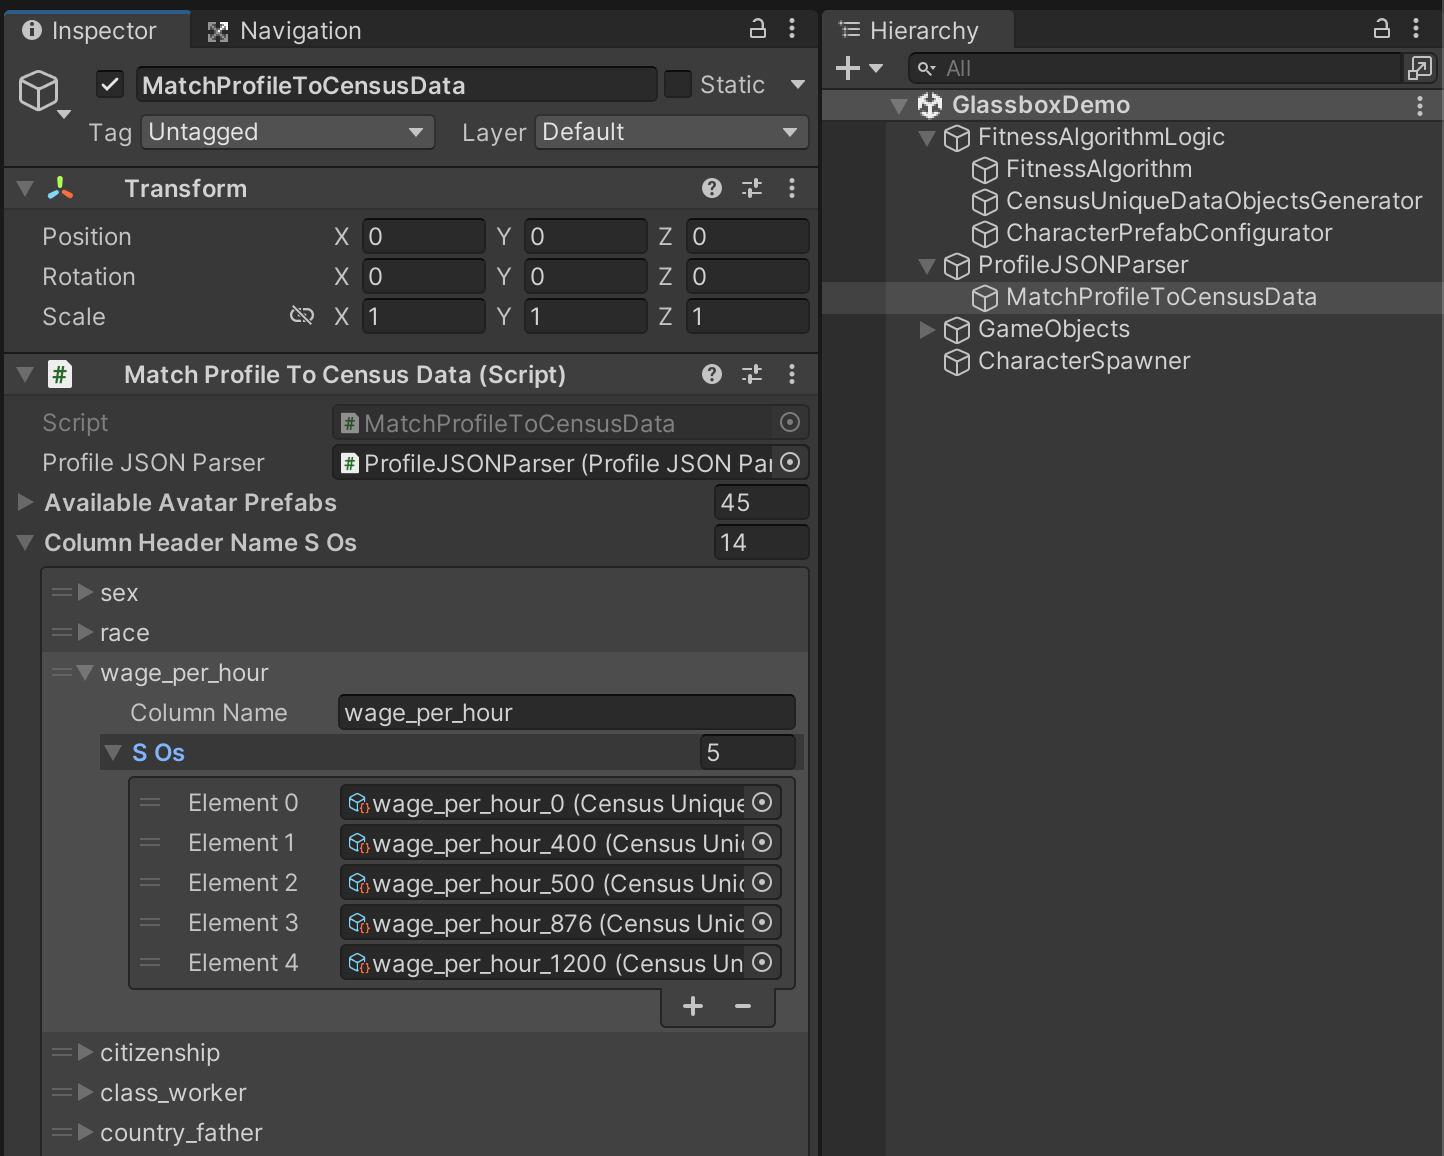 Inspector
Navigation
MatchProfileToCensusData
Static
Tag
Untagged
Layer
Default
Transform
Position X 0 Y 0 Z 0
Rotation X 0 Y 0 Z 0
Scale X 1 Y 1 Z 1
# Match Profile To Census Data (Script)
Script # MatchProfileToCensusData
Profile JSON Parser # ProfileJSONParser (Profile JSON Par
Available Avatar Prefabs 45
Column Header Name S Os 14
sex
race
wage_per_hour
Column Name wage_per_hour
S Os 5
Element 0 wage_per_hour_0 (Census Unique
Element 1 wage_per_hour_400 (Census Uni
Element 2 wage_per_hour_500 (Census Unic
Element 3 wage_per_hour_876 (Census Unic
Element 4 wage_per_hour_1200 (Census Un
+ −
citizenship
class_worker
country_father
Hierarchy
+ All
GlassboxDemo
FitnessAlgorithmLogic
FitnessAlgorithm
CensusUniqueDataObjectsGenerator
CharacterPrefabConfigurator
ProfileJSONParser
MatchProfileToCensusData
GameObjects
CharacterSpawner